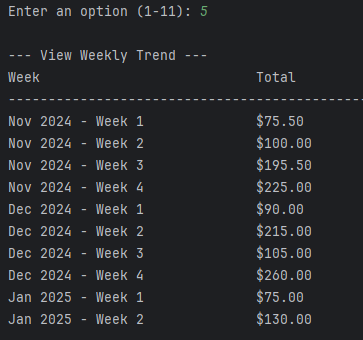 Enter an option (1-11): 5
--- View Weekly Trend ---
Week Total
--------------------------------------------
Nov 2024 - Week 1 $75.50
Nov 2024 - Week 2 $100.00
Nov 2024 - Week 3 $195.50
Nov 2024 - Week 4 $225.00
Dec 2024 - Week 1 $90.00
Dec 2024 - Week 2 $215.00
Dec 2024 - Week 3 $105.00
Dec 2024 - Week 4 $260.00
Jan 2025 - Week 1 $75.00
Jan 2025 - Week 2 $130.00